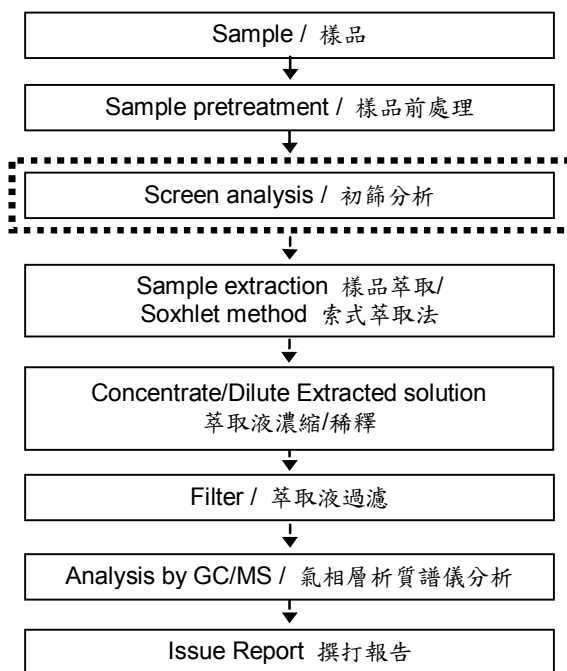 Sample / 樣品
Sample pretreatment / 樣品前處理
Screen analysis / 初篩分析
Sample extraction 樣品萃取/
Soxhlet method 索式萃取法
Concentrate/Dilute Extracted solution
萃取液濃縮/稀釋
Filter / 萃取液過濾
Analysis by GC/MS / 氣相層析質譜儀分析
Issue Report 撰打報告